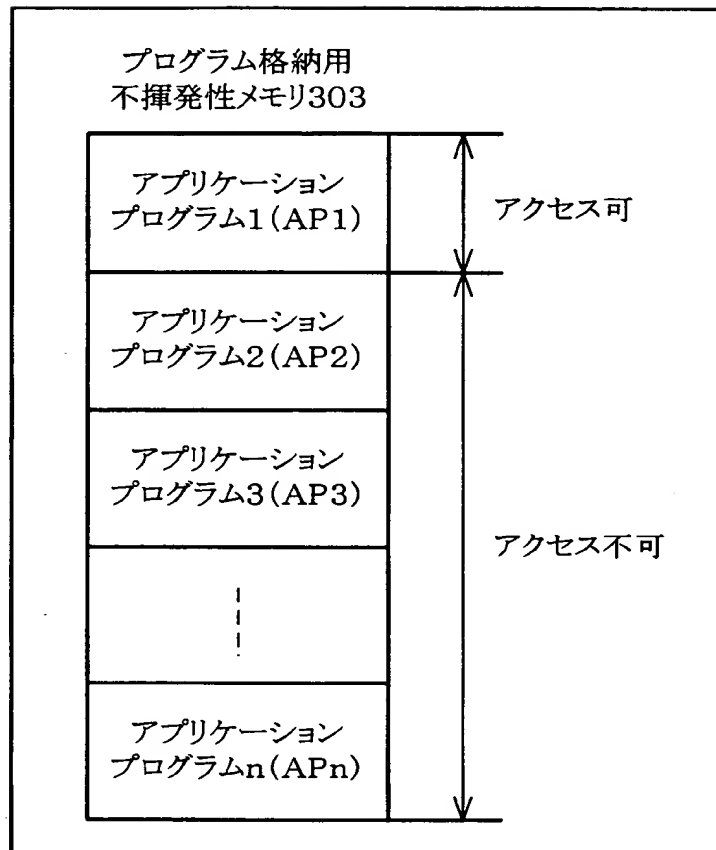 プログラム格納用
不揮発性メモリ303
アプリケーション
プログラム1(AP1)
アクセス可
アプリケーション
プログラム2(AP2)
アプリケーション
プログラム3(AP3)
アクセス不可
アプリケーション
プログラムn(APn)